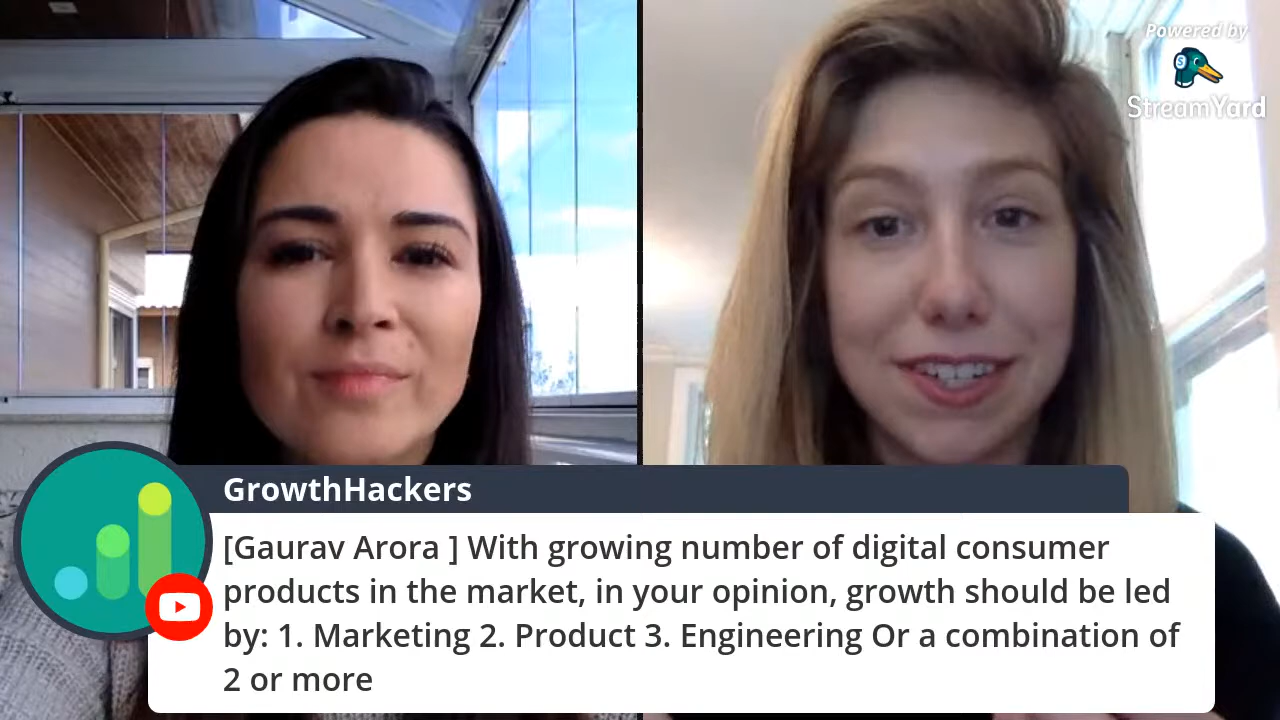 Powered by
StreamYard
GrowthHackers
[Gaurav Arora ] With growing number of digital consumer
products in the market, in your opinion, growth should be led
by: 1. Marketing 2. Product 3. Engineering Or a combination of
2 or more